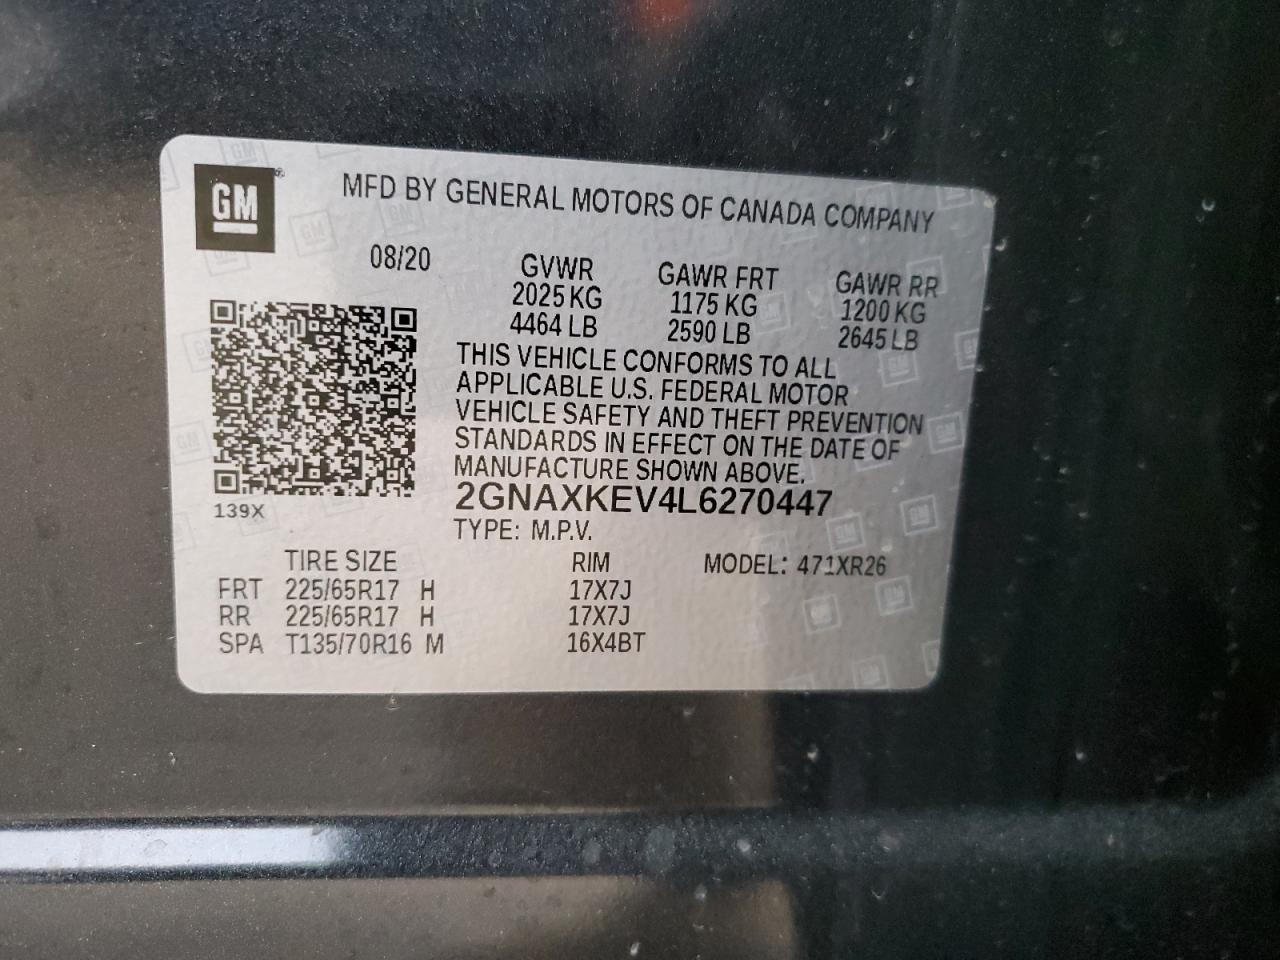 GM
MFD BY GENERAL MOTORS OF CANADA COMPANY
08/20 GVWR GAWR FRT GAWR RR
2025 KG 1175 KG 1200 KG
4464 LB 2590 LB 2645 LB
THIS VEHICLE CONFORMS TO ALL
APPLICABLE U.S. FEDERAL MOTOR
VEHICLE SAFETY AND THEFT PREVENTION
STANDARDS IN EFFECT ON THE DATE OF
MANUFACTURE SHOWN ABOVE.
2GNAXKEV4L6270447
139X
TYPE: M.P.V.
TIRE SIZE RIM MODEL: 471XR26
FRT 225/65R17 H 17X7J
RR 225/65R17 H 17X7J
SPA T135/70R16 M 16X4BT